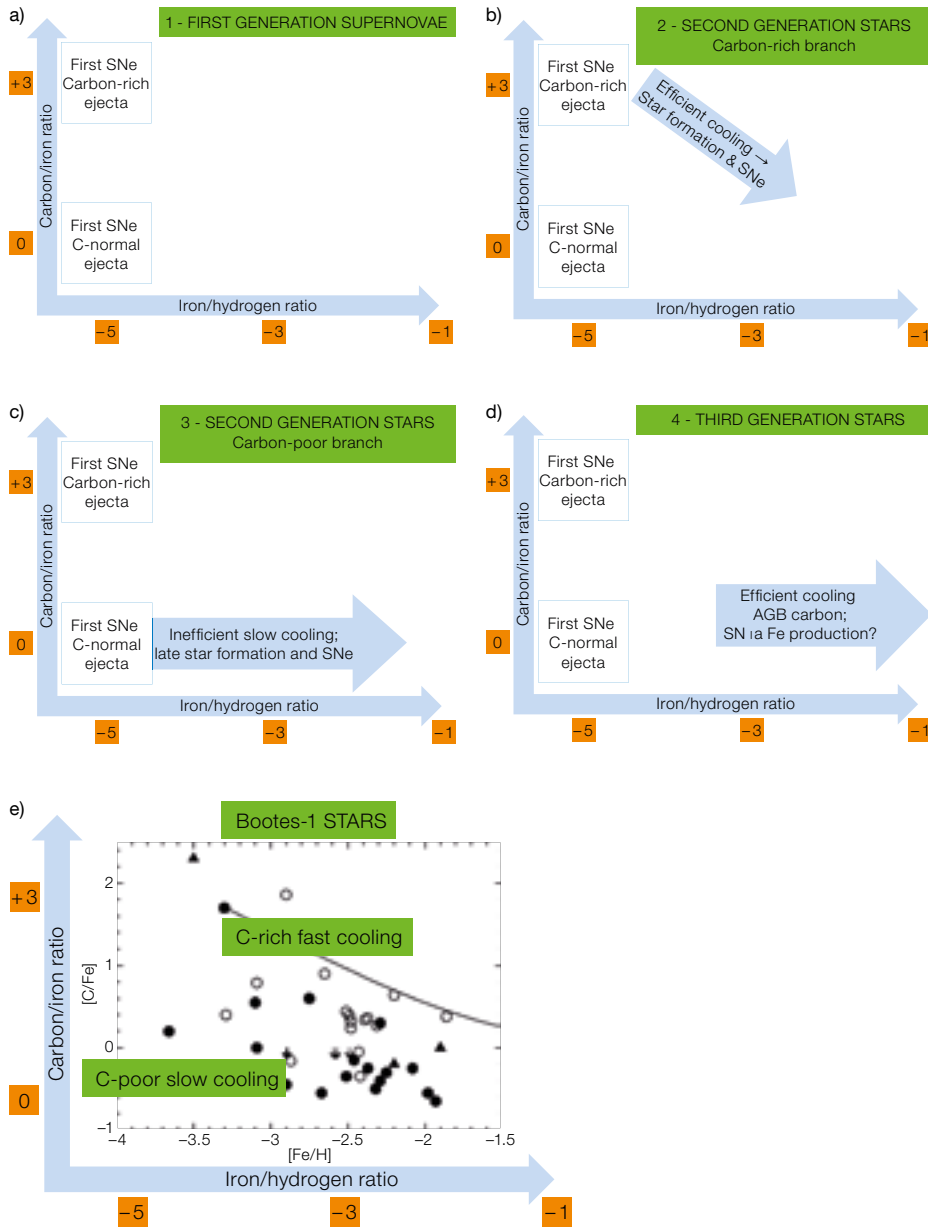 a)
1 - FIRST GENERATION SUPERNOVAE
+3
Carbon/iron ratio
First SNe
Carbon-rich
ejecta
0
First SNe
C-normal
ejecta
Iron/hydrogen ratio
−5
−3
−1
b)
2 - SECOND GENERATION STARS
Carbon-rich branch
+3
Carbon/iron ratio
First SNe
Carbon-rich
ejecta
Efficient cooling →
Star formation & SNe
0
First SNe
C-normal
ejecta
Iron/hydrogen ratio
−5
−3
−1
c)
3 - SECOND GENERATION STARS
Carbon-poor branch
+3
Carbon/iron ratio
First SNe
Carbon-rich
ejecta
0
First SNe
C-normal
ejecta
Inefficient slow cooling;
late star formation and SNe
Iron/hydrogen ratio
−5
−3
−1
d)
4 - THIRD GENERATION STARS
+3
Carbon/iron ratio
First SNe
Carbon-rich
ejecta
0
First SNe
C-normal
ejecta
Efficient cooling
AGB carbon;
SN Ia Fe production?
Iron/hydrogen ratio
−5
−3
−1
e)
Bootes-1 STARS
+3
Carbon/iron ratio
0
[C/Fe]
2
1
0
−1
C-rich fast cooling
C-poor slow cooling
−4
−3.5
−3
−2.5
−2
−1.5
[Fe/H]
Iron/hydrogen ratio
−5
−3
−1